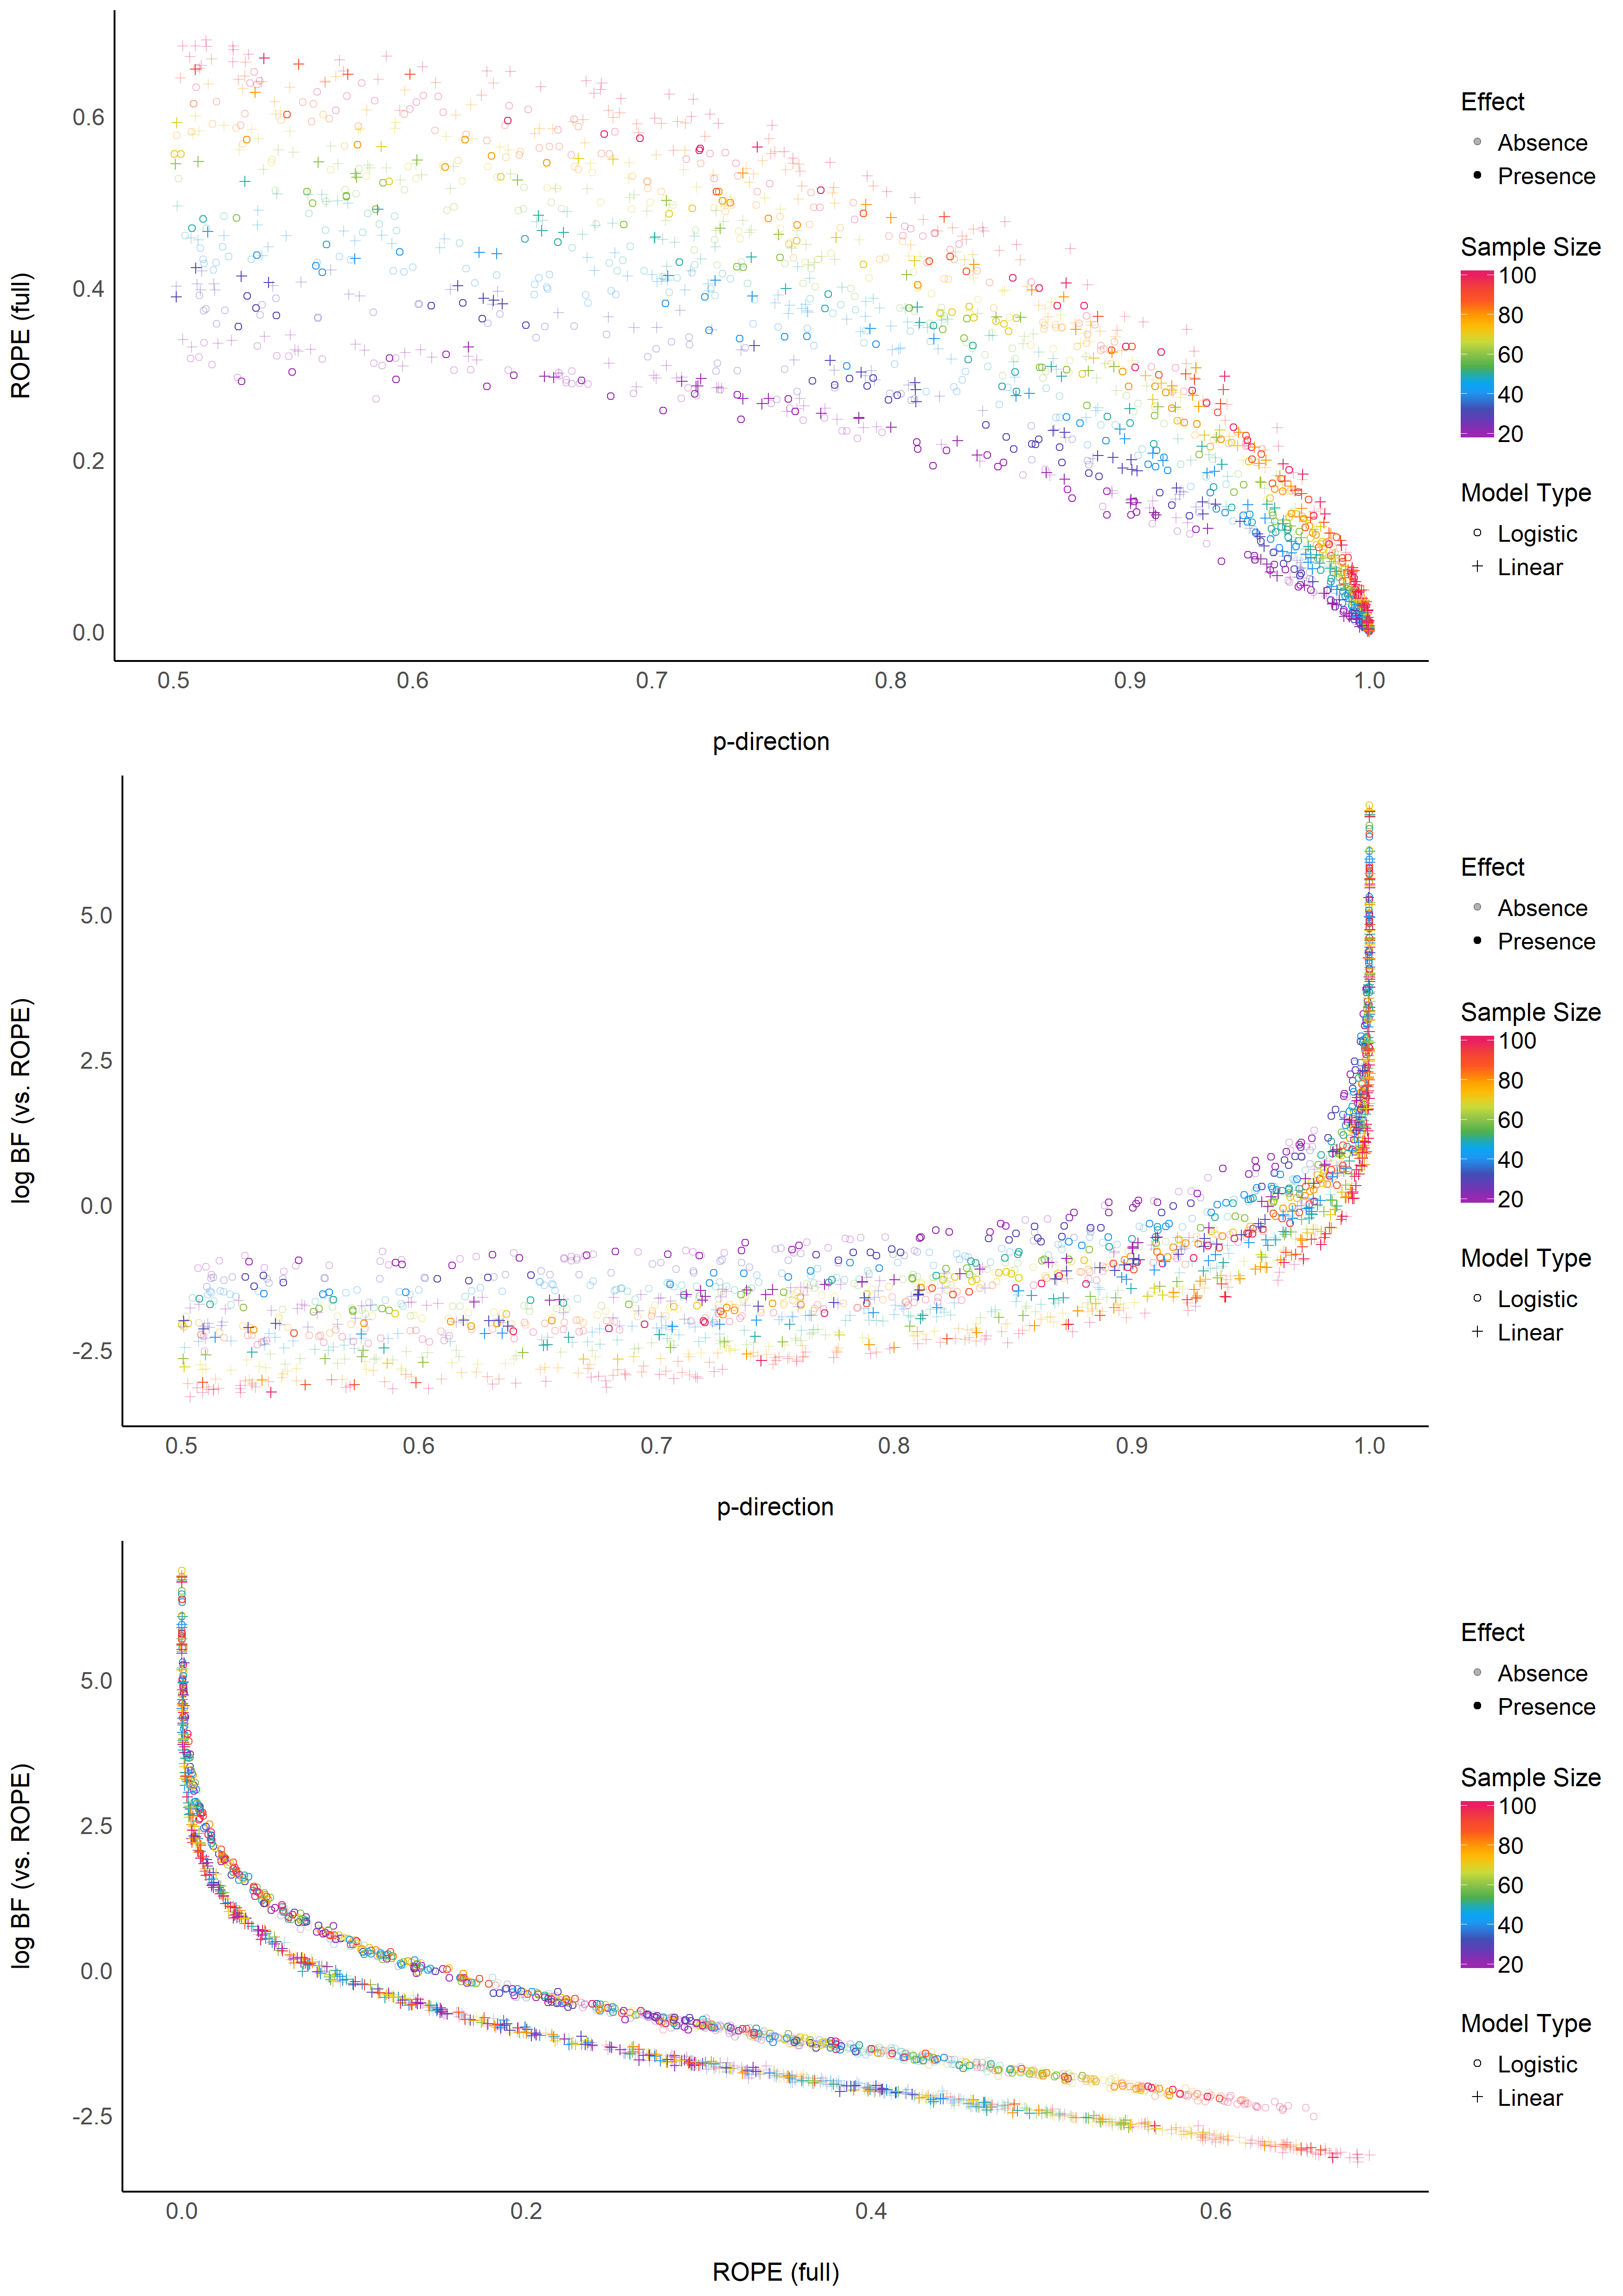 0.6
0.4
0.2
0.0
ROPE (full)
0.5 0.6 0.7 0.8 0.9 1.0
p-direction
Effect
Absence
Presence
Sample Size
100
80
60
40
20
Model Type
Logistic
Linear
5.0
2.5
0.0
-2.5
log BF (vs. ROPE)
0.5 0.6 0.7 0.8 0.9 1.0
p-direction
Effect
Absence
Presence
Sample Size
100
80
60
40
20
Model Type
Logistic
Linear
5.0
2.5
0.0
-2.5
log BF (vs. ROPE)
0.0 0.2 0.4 0.6
ROPE (full)
Effect
Absence
Presence
Sample Size
100
80
60
40
20
Model Type
Logistic
Linear